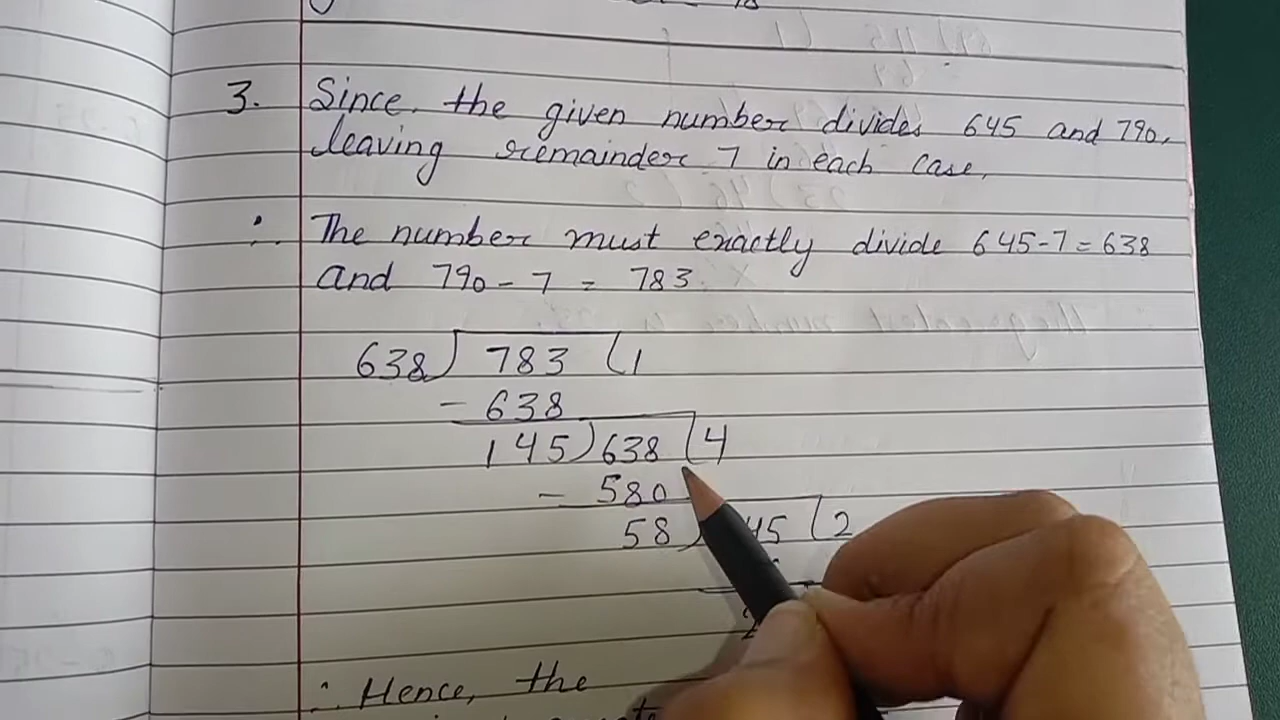 3. Since, the given number divides 645 and 790,
leaving remainder 7 in each case.
∴ The number must exactly divide 645-7=638
and 790-7 = 783.
638) 783 (1
-638
145) 638 (4
-580
58) 45 (2
∴ Hence, the